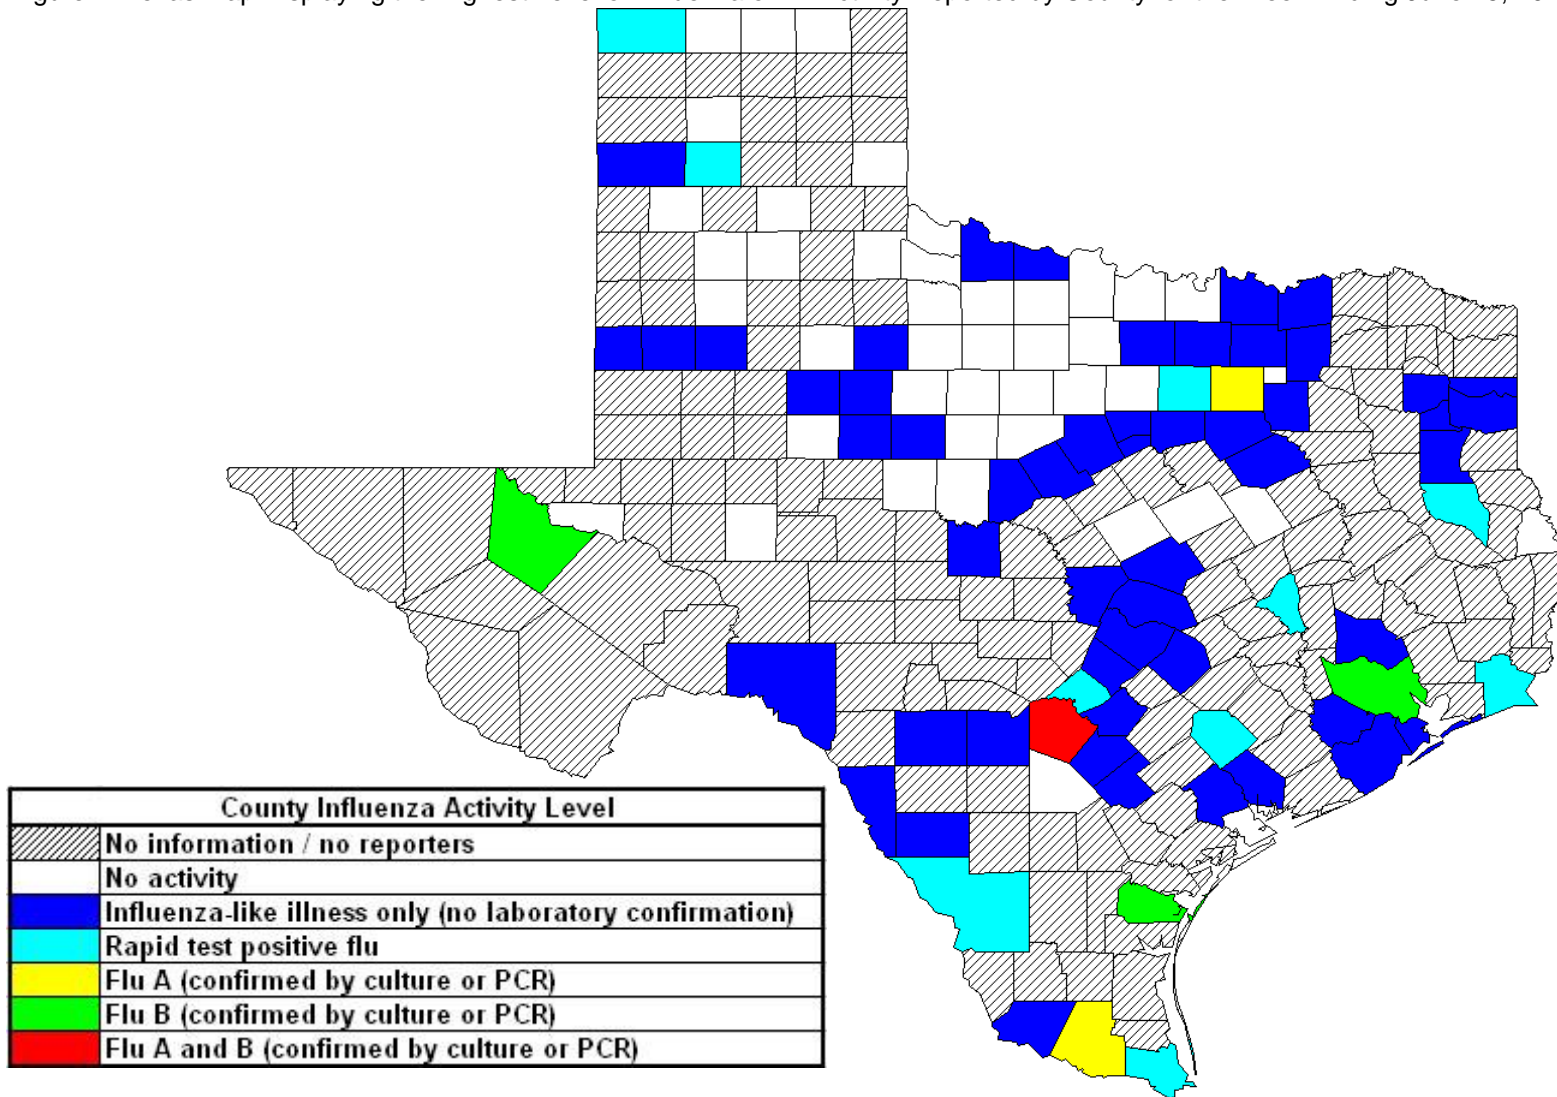 County Influenza Activity Level
No information / no reporters
No activity
Influenza-like illness only (no laboratory confirmation)
Rapid test positive flu
Flu A (confirmed by culture or PCR)
Flu B (confirmed by culture or PCR)
Flu A and B (confirmed by culture or PCR)